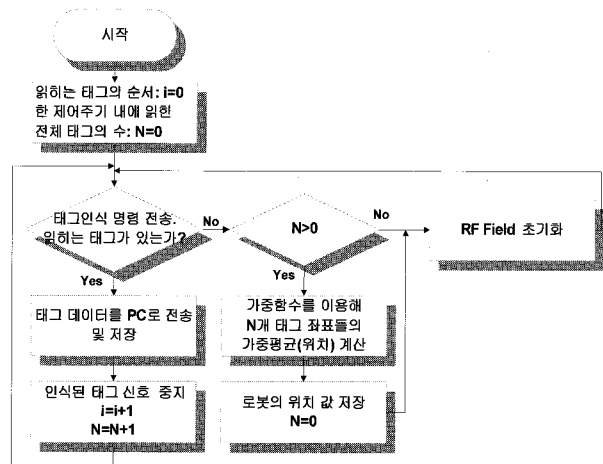 시작
읽히는 태그의 순서: i=0
한 제어주기 내에 읽한
전체 태그의 수: N=0
태그인식 명령 전송.
읽히는 태그가 있는가?
No
N>0
No
RF Field 초기화
Yes
Yes
태그 데이터를 PC로 전송
및 저장
가중함수를 이용해
N개 태그 좌표들의
가중평균(위치) 계산
인식된 태그 신호 중지
i=i+1
N=N+1
로봇의 위치 값 저장
N=0